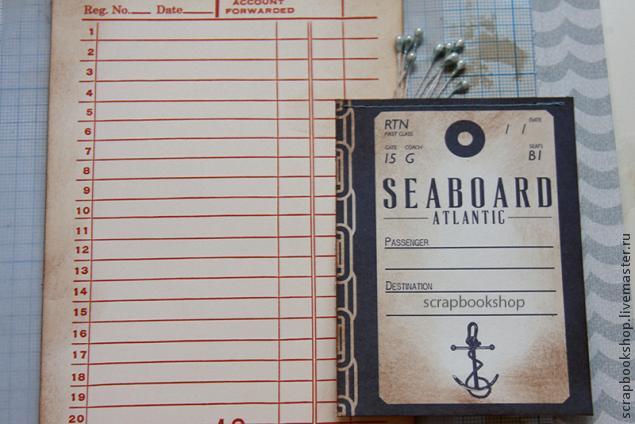 Reg. No. Date
ACCOUNT
FORWARDED
1
2
3
4
5
6
7
8
9
10
11
12
13
14
15
16
17
18
19
20
RTN
FIRST CLASS
DATE
/ /
GATE COACH
15 G
SEATS
B1
SEABOARD
ATLANTIC
PASSENGER
DESTINATION
scrapbookshop
scrapbookshop.livemaster.ru